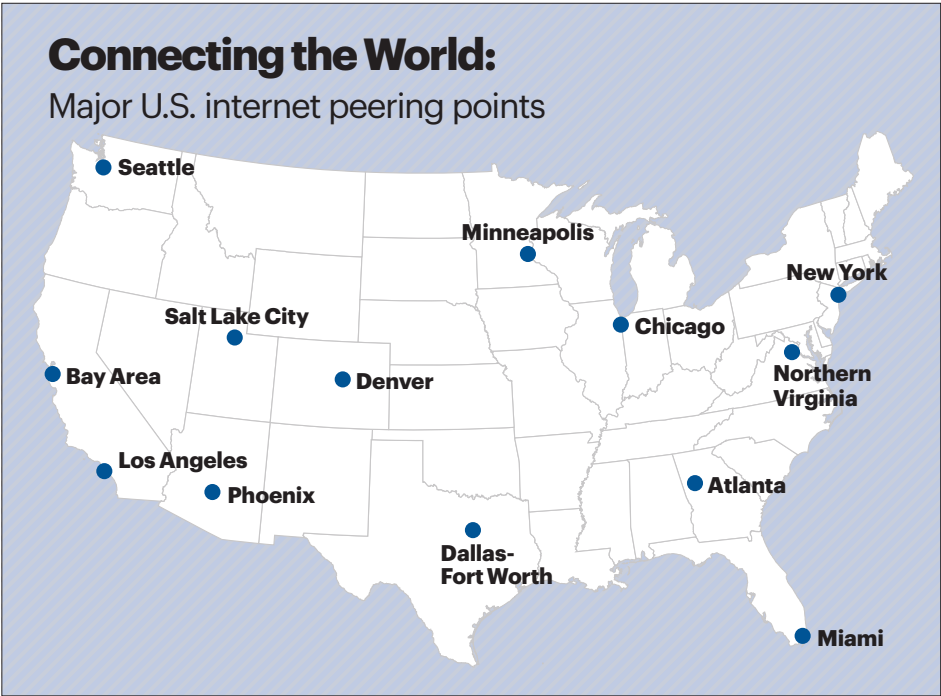 Connecting the World:
Major U.S. internet peering points
Seattle
Minneapolis
New York
Salt Lake City
Chicago
Bay Area
Denver
Northern
Virginia
Los Angeles
Phoenix
Atlanta
Dallas-
Fort Worth
Miami